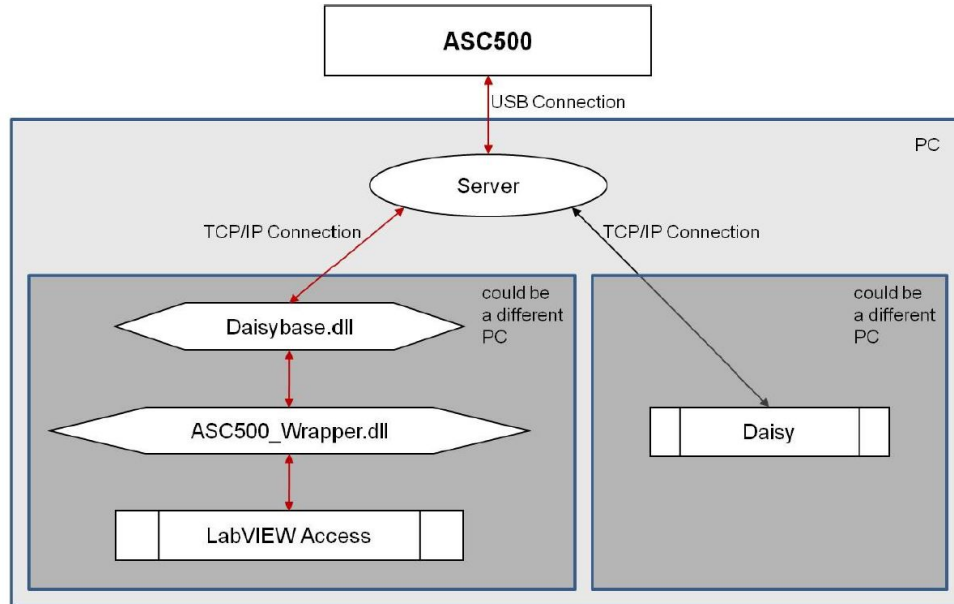 ASC500
USB Connection
PC
Server
TCP/IP Connection
TCP/IP Connection
could be
a different
PC
Daisybase.dll
ASC500_Wrapper.dll
LabVIEW Access
could be
a different
PC
Daisy